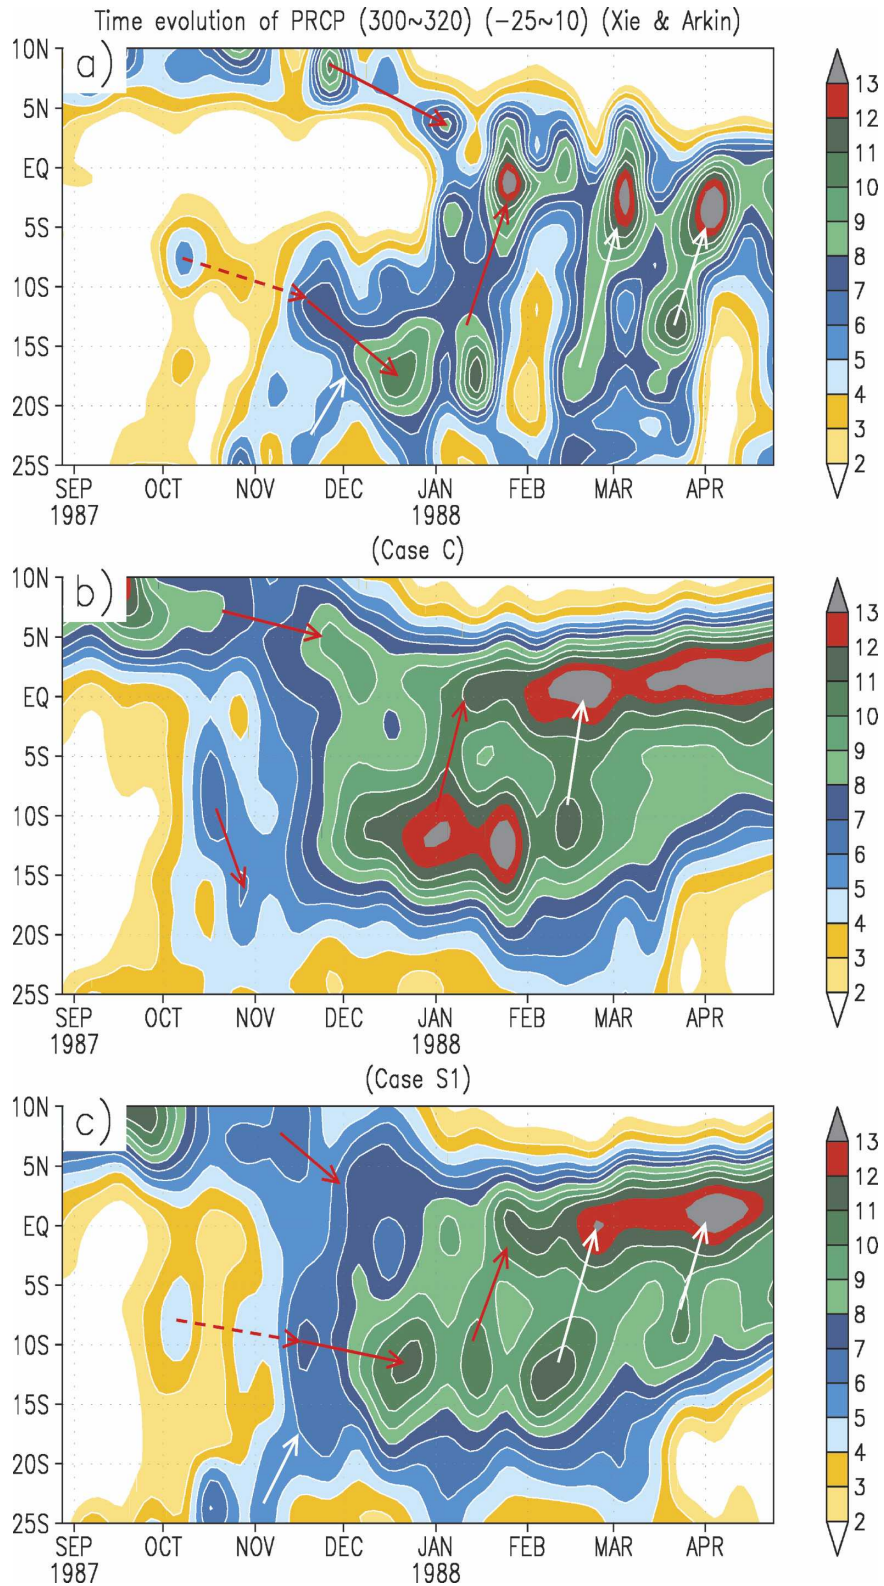 Time evolution of PRCP (300~320) (-25~10) (Xie & Arkin)
a)
10N
5N
EQ
5S
10S
15S
20S
25S
SEP OCT NOV DEC JAN FEB MAR APR
1987 1988
13
12
11
10
9
8
7
6
5
4
3
2
(Case C)
b)
10N
5N
EQ
5S
10S
15S
20S
25S
SEP OCT NOV DEC JAN FEB MAR APR
1987 1988
13
12
11
10
9
8
7
6
5
4
3
2
(Case S1)
c)
10N
5N
EQ
5S
10S
15S
20S
25S
SEP OCT NOV DEC JAN FEB MAR APR
1987 1988
13
12
11
10
9
8
7
6
5
4
3
2